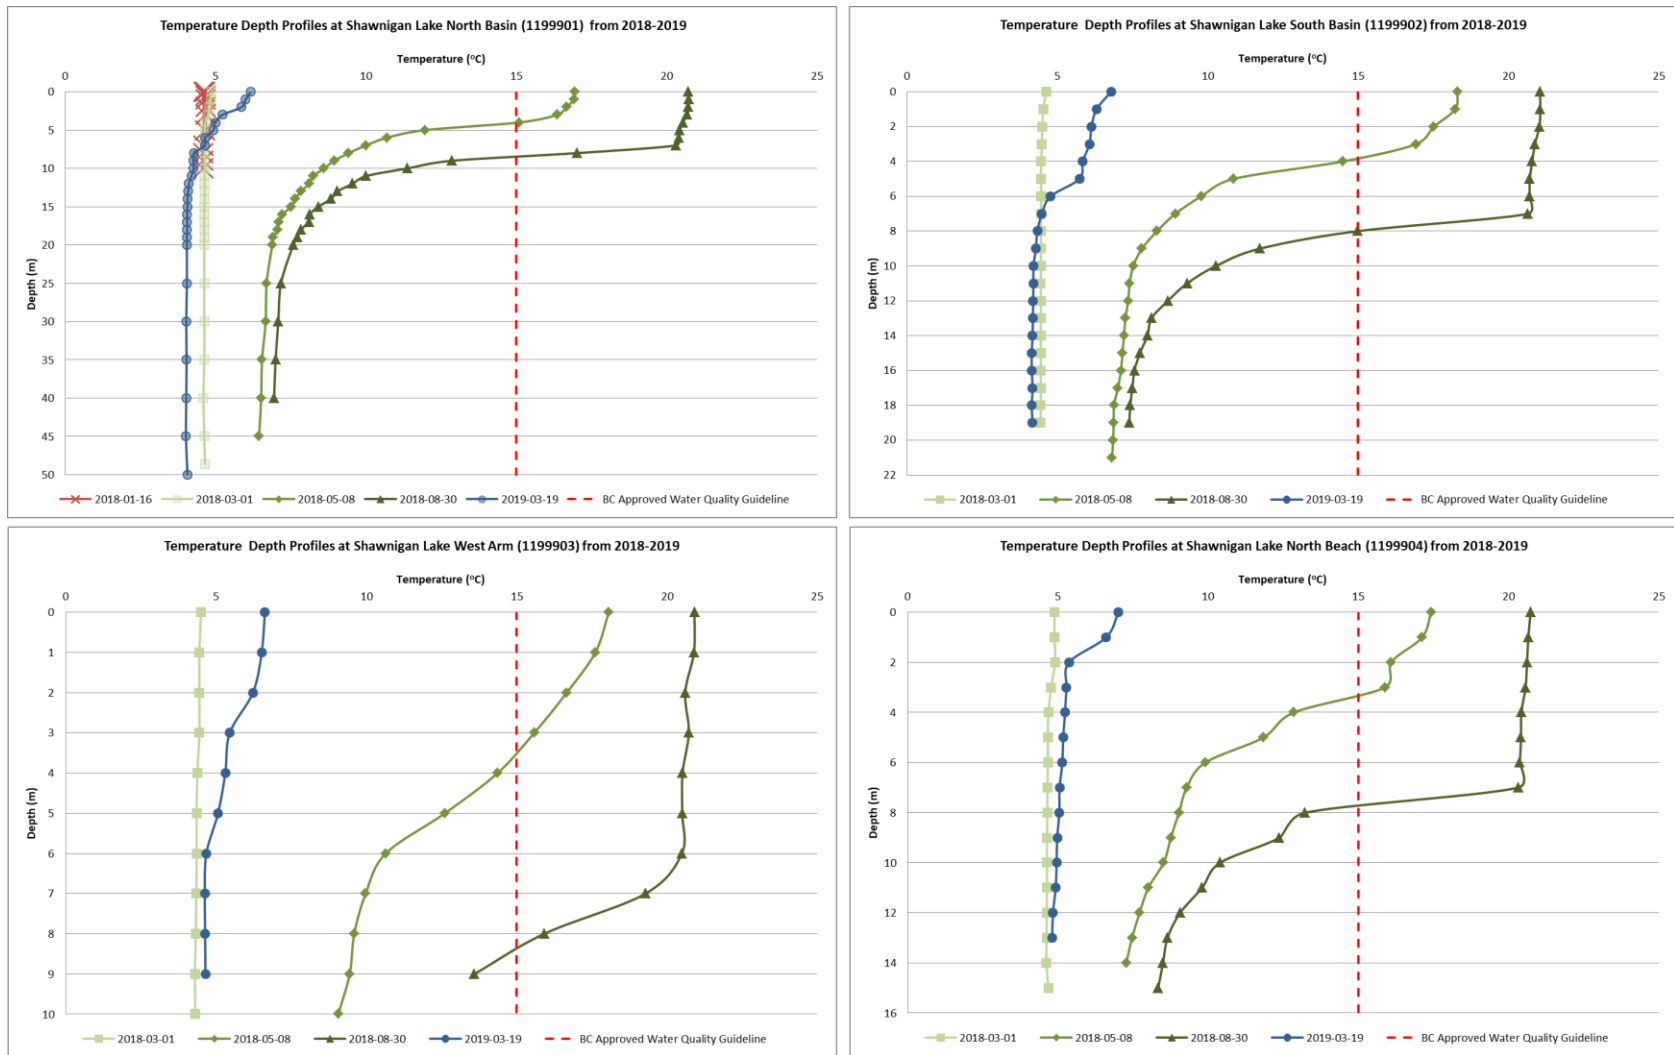 Temperature Depth Profiles at Shawnigan Lake North Basin (1199901) from 2018-2019
Temperature (ºC)
0 5 10 15 20 25
Depth (m)
0
5
10
15
20
25
30
35
40
45
50
2018-01-16 2018-03-01 2018-05-08 2018-08-30 2019-03-19 BC Approved Water Quality Guideline
Temperature Depth Profiles at Shawnigan Lake South Basin (1199902) from 2018-2019
Temperature (ºC)
0 5 10 15 20 25
Depth (m)
0
2
4
6
8
10
12
14
16
18
20
22
2018-03-01 2018-05-08 2018-08-30 2019-03-19 BC Approved Water Quality Guideline
Temperature Depth Profiles at Shawnigan Lake West Arm (1199903) from 2018-2019
Temperature (ºC)
0 5 10 15 20 25
Depth (m)
0
1
2
3
4
5
6
7
8
9
10
2018-03-01 2018-05-08 2018-08-30 2019-03-19 BC Approved Water Quality Guideline
Temperature Depth Profiles at Shawnigan Lake North Beach (1199904) from 2018-2019
Temperature (ºC)
0 5 10 15 20 25
Depth (m)
0
2
4
6
8
10
12
14
16
2018-03-01 2018-05-08 2018-08-30 2019-03-19 BC Approved Water Quality Guideline